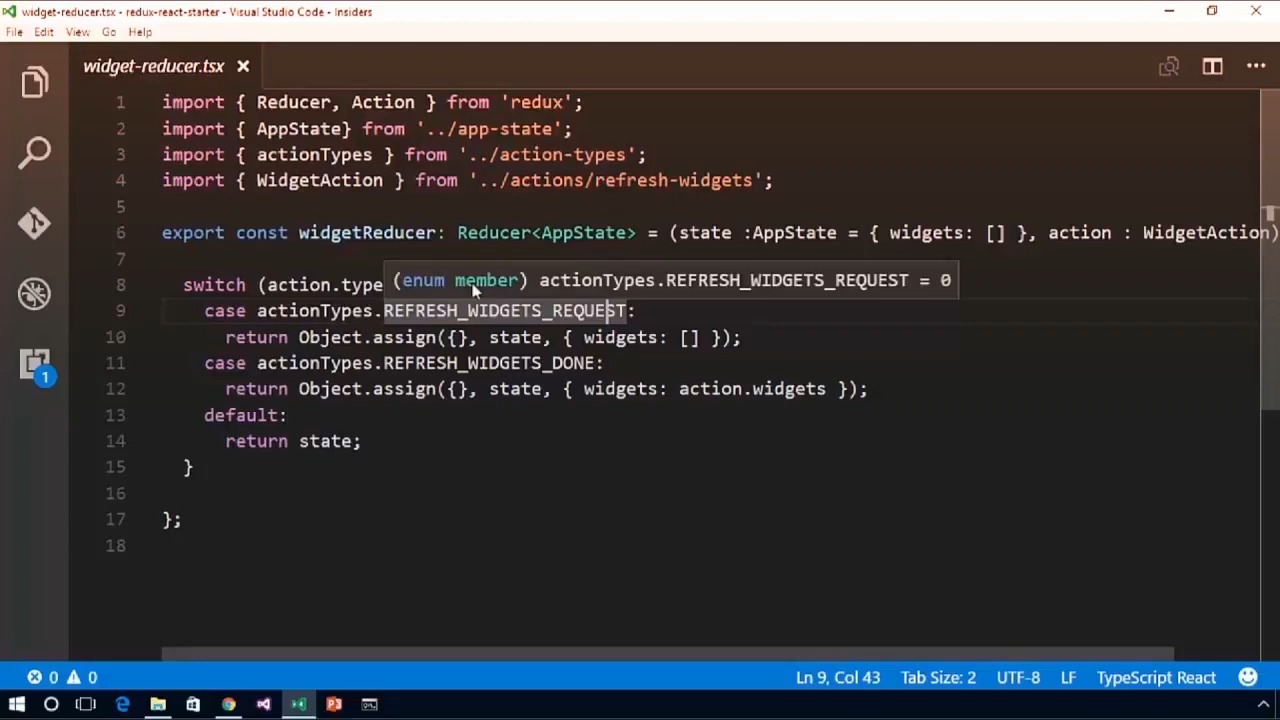 widget-reducer.tsx - redux-react-starter - Visual Studio Code - Insiders
File Edit View Go Help
widget-reducer.tsx
1 import { Reducer, Action } from 'redux';
2 import { AppState} from '../app-state';
3 import { actionTypes } from '../action-types';
4 import { WidgetAction } from '../actions/refresh-widgets';
5
6 export const widgetReducer: Reducer<AppState> = (state :AppState = { widgets: [] }, action : WidgetAction)
7
(enum member) actionTypes.REFRESH_WIDGETS_REQUEST = 0
8 switch (action.type
9 case actionTypes.REFRESH_WIDGETS_REQUEST:
10 return Object.assign({}, state, { widgets: [] });
11 case actionTypes.REFRESH_WIDGETS_DONE:
12 return Object.assign({}, state, { widgets: action.widgets });
13 default:
14 return state;
15 }
16
17 };
18
1
0 0 Ln 9, Col 43 Tab Size: 2 UTF-8 LF TypeScript React